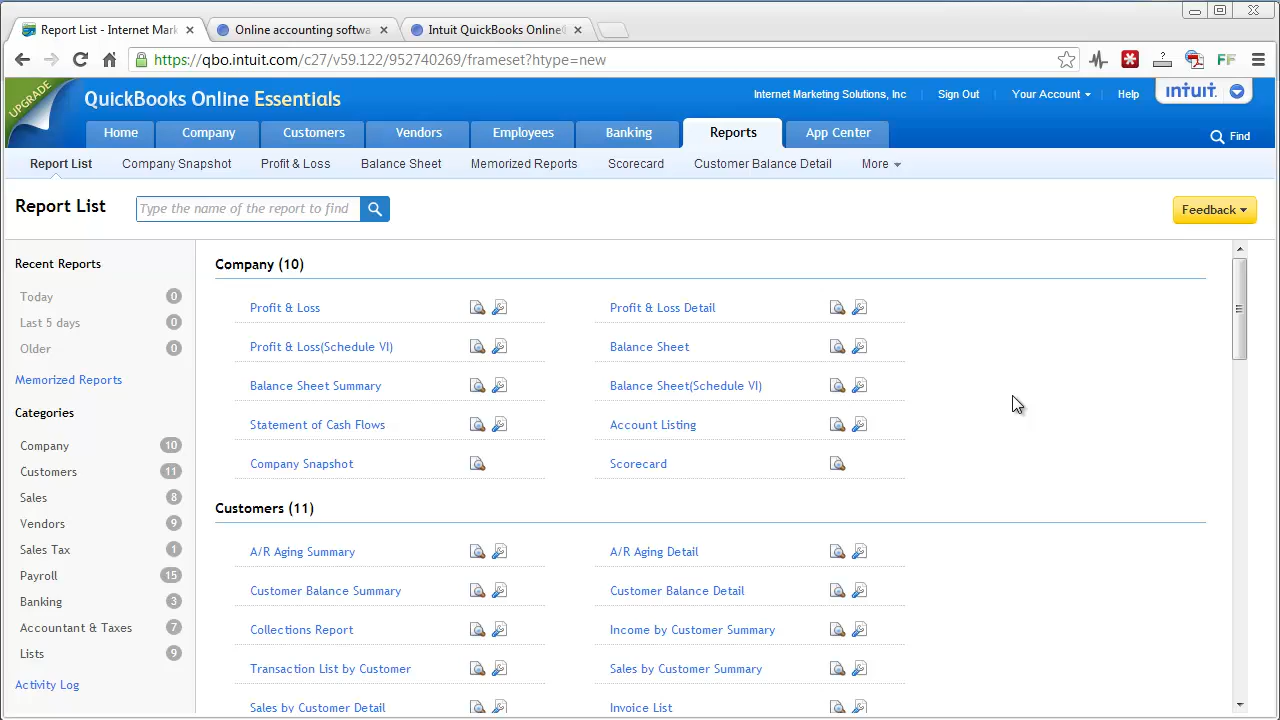 Report List - Internet Mark
Online accounting softwa
Intuit QuickBooks Online®
https://qbo.intuit.com/c27/v59.122/952740269/frameset?htype=new
FF
UPGRADE
QuickBooks Online Essentials
Internet Marketing Solutions, Inc
Sign Out
Your Account
Help
intuit.
Home
Company
Customers
Vendors
Employees
Banking
Reports
App Center
Find
Report List
Company Snapshot
Profit & Loss
Balance Sheet
Memorized Reports
Scorecard
Customer Balance Detail
More
Report List
Type the name of the report to find
Feedback
Recent Reports
Today 0
Last 5 days 0
Older 0
Memorized Reports
Categories
Company 10
Customers 11
Sales 8
Vendors 9
Sales Tax 1
Payroll 15
Banking 3
Accountant & Taxes 7
Lists 9
Activity Log
Company (10)
Profit & Loss
Profit & Loss Detail
Profit & Loss(Schedule VI)
Balance Sheet
Balance Sheet Summary
Balance Sheet(Schedule VI)
Statement of Cash Flows
Account Listing
Company Snapshot
Scorecard
Customers (11)
A/R Aging Summary
A/R Aging Detail
Customer Balance Summary
Customer Balance Detail
Collections Report
Income by Customer Summary
Transaction List by Customer
Sales by Customer Summary
Sales by Customer Detail
Invoice List